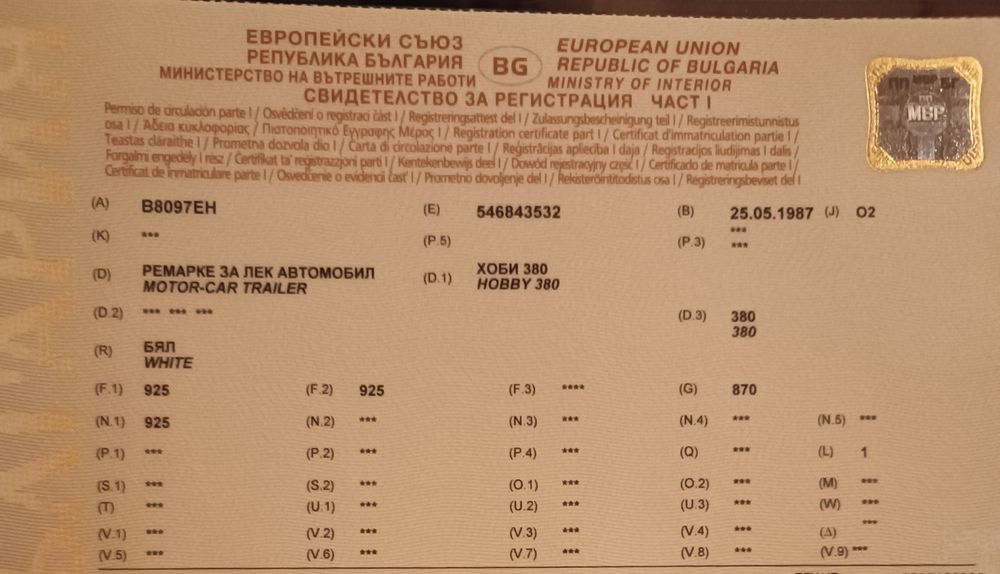 ЕВРОПЕЙСКИ СЪЮЗ
РЕПУБЛИКА БЪЛГАРИЯ
МИНИСТЕРСТВО НА ВЪТРЕШНИТЕ РАБОТИ
BG
EUROPEAN UNION
REPUBLIC OF BULGARIA
MINISTRY OF INTERIOR
СВИДЕТЕЛСТВО ЗА РЕГИСТРАЦИЯ ЧАСТ I
МВР
Permiso de circulación parte I / Osvědčení o registraci část I / Registreringsattest del I / Zulassungsbescheinigung teil I / Registreerimistunnistus
osa I / Άδεια κυκλοφορίας / Πιστοποιητικό Εγγραφης Μέρος I / Registration certificate part I / Certificat d'immatriculation partie I /
Teastas cláraithe I / Prometna dozvola dio I / Carta di circolazione parte I / Reģistrācijas apliecība I daļa / Registracijos liudijimas I dalis /
Forgalmi engedély I rész / Ċertifikat ta' reġistrazzjoni parti I / Kentekenbewijs deel I / Dowód rejestracyjny część I / Certificado de matrícula parte I /
Certificat de înmatriculare parte I / Osvedčenie o evidencii časť I / Prometno dovoljenje del I / Rekisteröintitodistus osa I / Registreringsbeviset del I
(A) B8097EH (E) 546843532 (B) 25.05.1987 (J) O2
(K) *** (P.5) (P.3) *** ***
(D) РЕМАРКЕ ЗА ЛЕК АВТОМОБИЛ (D.1) ХОБИ 380
MOTOR-CAR TRAILER HOBBY 380
(D.2) *** *** *** (D.3) 380
380
(R) БЯЛ
WHITE
(F.1) 925 (F.2) 925 (F.3) **** (G) 870
(N.1) 925 (N.2) *** (N.3) *** (N.4) *** (N.5) ***
(P.1) *** (P.2) *** (P.4) *** (Q) *** (L) 1
(S.1) *** (S.2) *** (O.1) *** (O.2) *** (M) ***
(T) *** (U.1) *** (U.2) *** (U.3) *** (W) ***
(V.1) *** (V.2) *** (V.3) *** (V.4) *** (Δ) ***
(V.5) *** (V.6) *** (V.7) *** (V.8) *** (V.9) ***